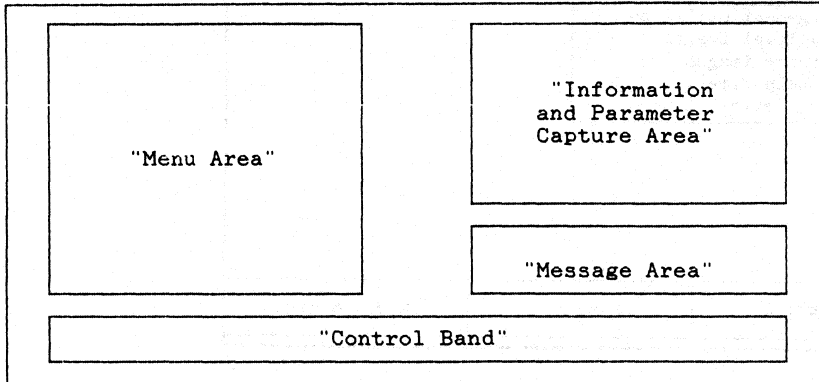 "Menu Area"
"Information
and Parameter
Capture Area"
"Message Area"
"Control Band"